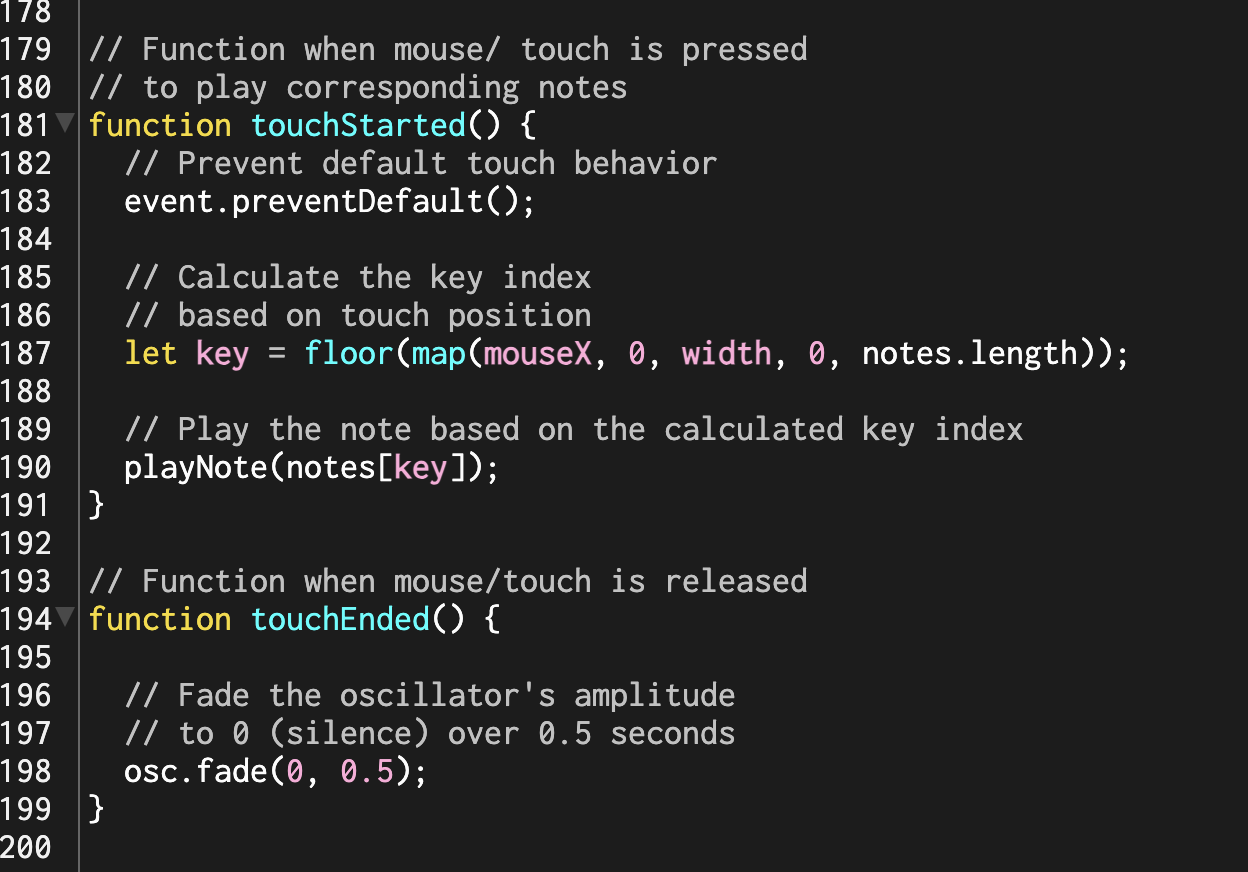 178
179 // Function when mouse/ touch is pressed
180 // to play corresponding notes
181 function touchStarted() {
182   // Prevent default touch behavior
183   event.preventDefault();
184
185   // Calculate the key index
186   // based on touch position
187   let key = floor(map(mouseX, 0, width, 0, notes.length));
188
189   // Play the note based on the calculated key index
190   playNote(notes[key]);
191 }
192
193 // Function when mouse/touch is released
194 function touchEnded() {
195
196   // Fade the oscillator's amplitude
197   // to 0 (silence) over 0.5 seconds
198   osc.fade(0, 0.5);
199 }
200